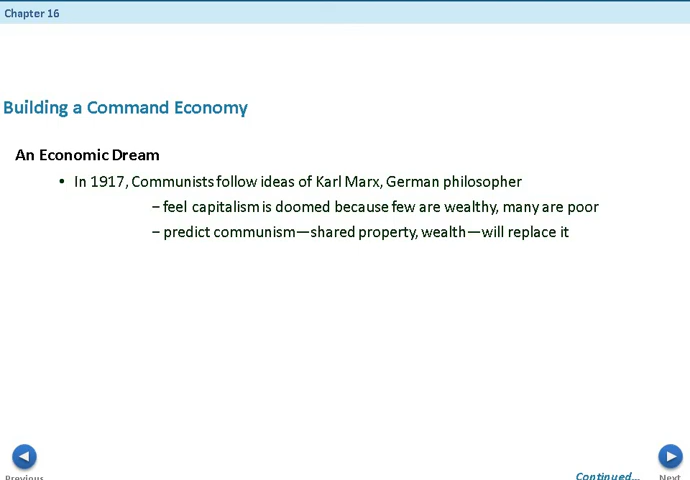 Chapter 16
Building a Command Economy
An Economic Dream
• In 1917, Communists follow ideas of Karl Marx, German philosopher
– feel capitalism is doomed because few are wealthy, many are poor
– predict communism—shared property, wealth—will replace it
Previous
Continued...
Next